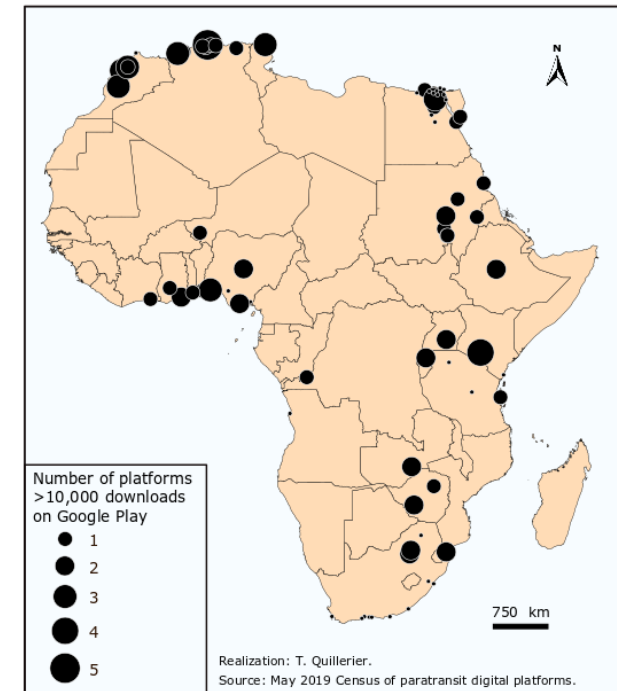 N
Number of platforms
>10,000 downloads
on Google Play
1
2
3
4
5
750 km
Realization: T. Quillerier.
Source: May 2019 Census of paratransit digital platforms.